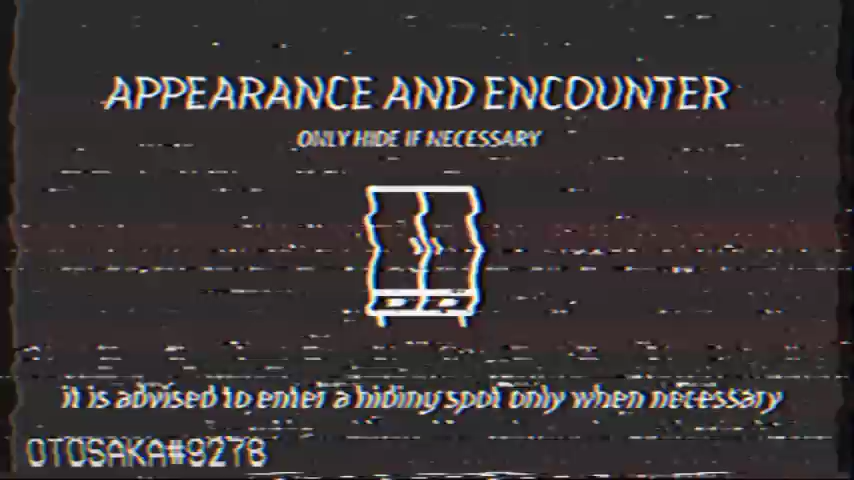 APPEARANCE AND ENCOUNTER
ONLY HIDE IF NECESSARY
it is advised to enter a hiding spot only when necessary
OTOSAKA#9278